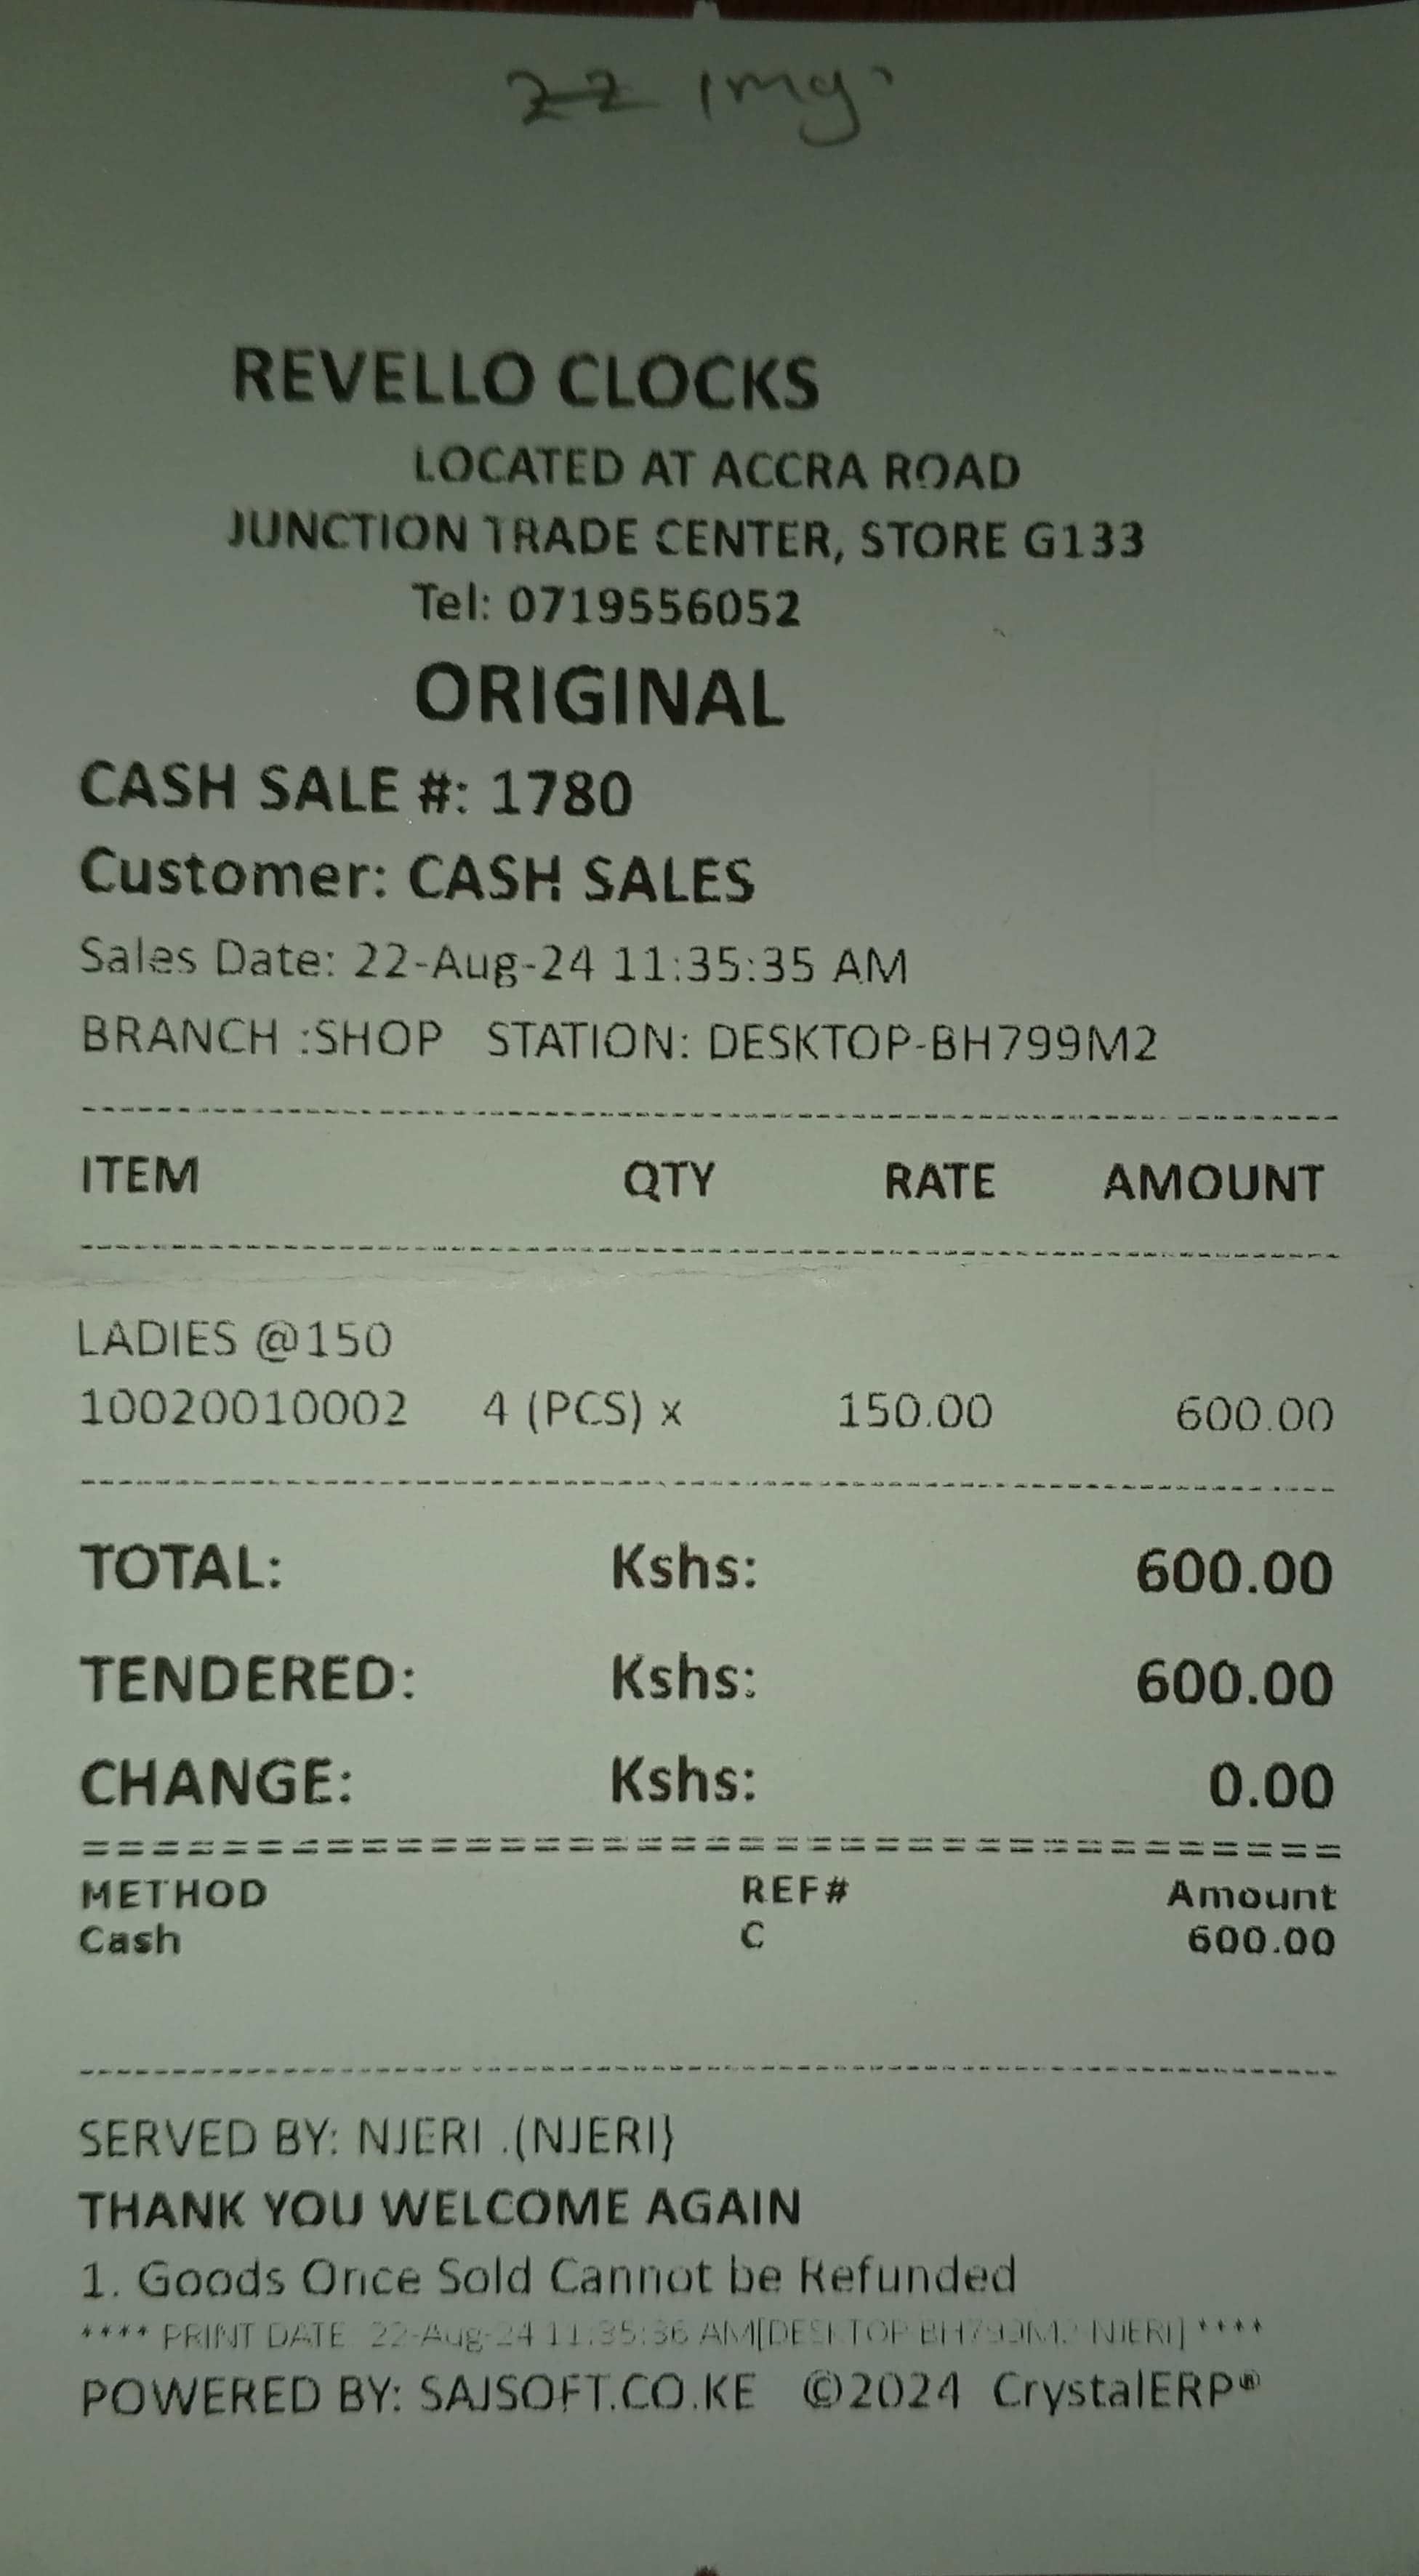 22 1mg
REVELLO CLOCKS
LOCATED AT ACCRA ROAD
JUNCTION TRADE CENTER, STORE G133
Tel: 0719556052
ORIGINAL
CASH SALE #: 1780
Customer: CASH SALES
Sales Date: 22-Aug-24 11:35:35 AM
BRANCH :SHOP STATION: DESKTOP-BH799M2
ITEM QTY RATE AMOUNT
LADIES @150
10020010002 4 (PCS) x 150.00 600.00
TOTAL: Kshs: 600.00
TENDERED: Kshs: 600.00
CHANGE: Kshs: 0.00
METHOD REF# Amount
Cash C 600.00
SERVED BY: NJERI .(NJERI}
THANK YOU WELCOME AGAIN
1. Goods Once Sold Cannot be Refunded
**** PRINT DATE 22-Aug-24 11:35:36 AM[DESKTOP-BH799M2 NJERI] ****
POWERED BY: SAJSOFT.CO.KE ©2024 CrystalERP®